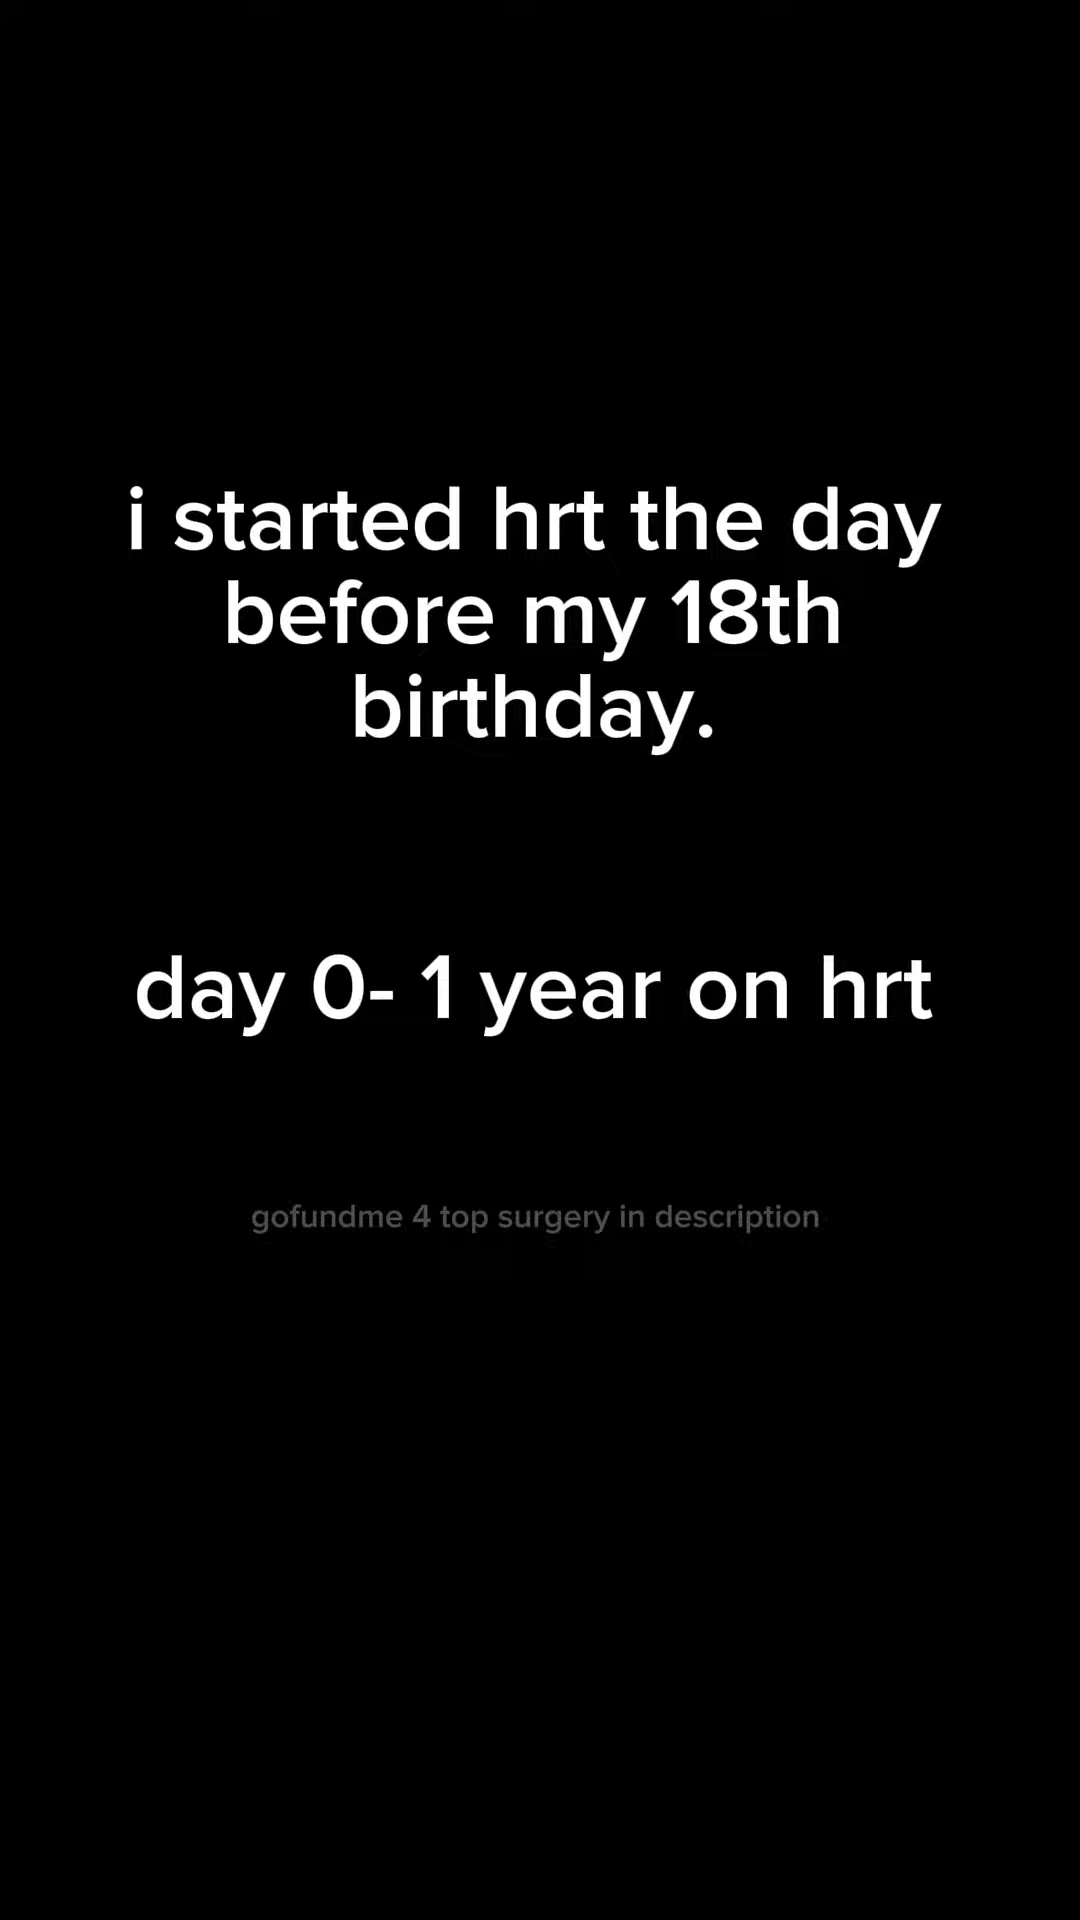 i started hrt the day
before my 18th
birthday.
day 0- 1 year on hrt
gofundme 4 top surgery in description